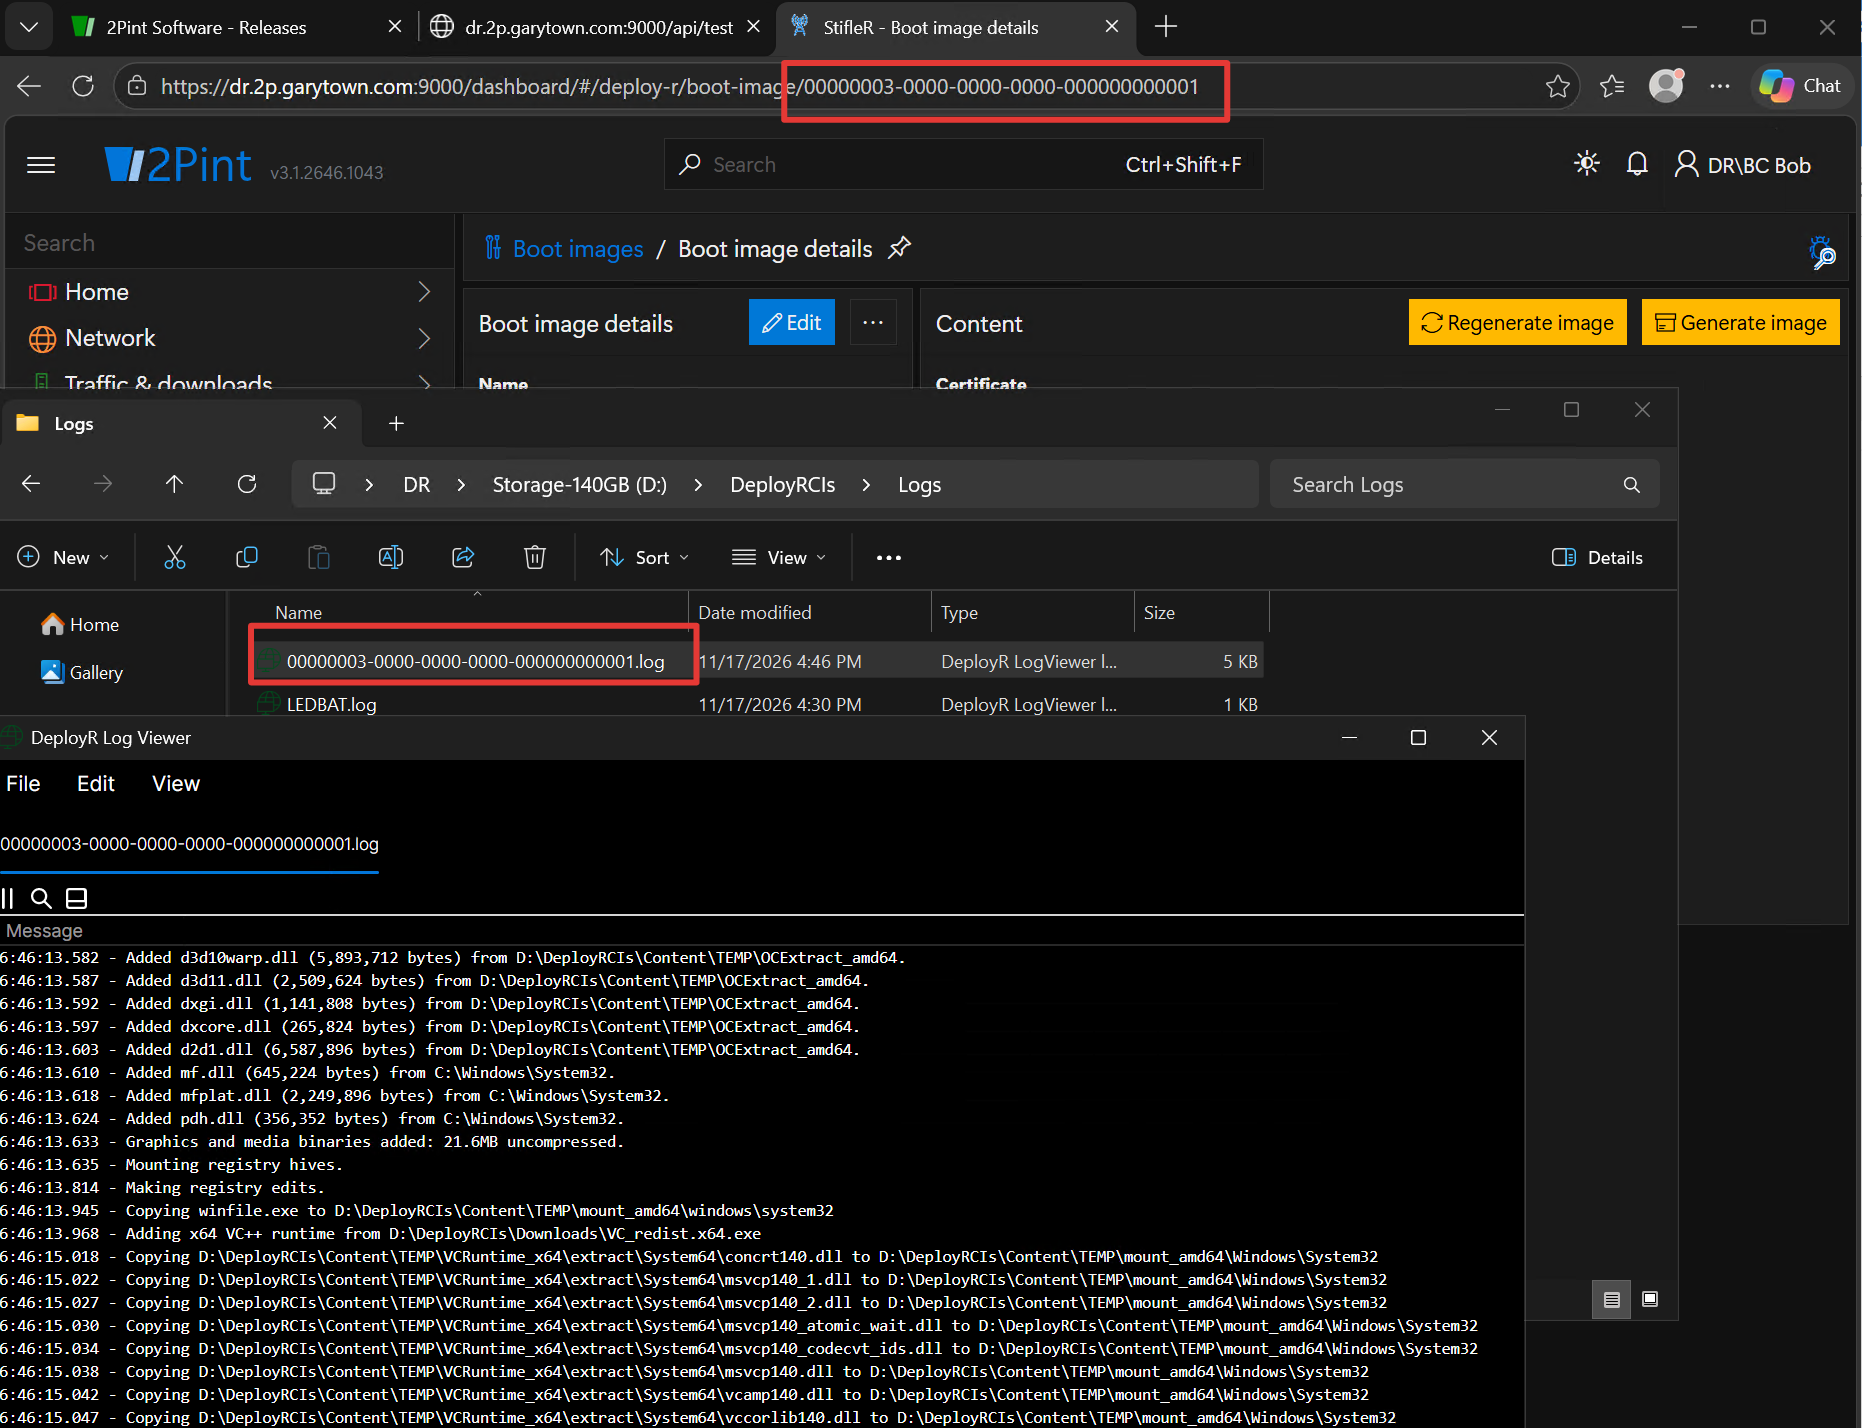 2Pint Software - Releases
dr.2p.garytown.com:9000/api/test
StifleR - Boot image details
https://dr.2p.garytown.com:9000/dashboard/#/deploy-r/boot-image/00000003-0000-0000-0000-000000000001
Chat
2Pint v3.1.2646.1043
Search Ctrl+Shift+F
DR\BC Bob
Search
Boot images / Boot image details
Home
Network
Traffic & downloads
Boot image details
Edit
Content
Regenerate image
Generate image
Name
Certificate
Logs
DR > Storage-140GB (D:) > DeployRCIs > Logs
Search Logs
New
Sort
View
Details
Home
Gallery
Name Date modified Type Size
00000003-0000-0000-0000-000000000001.log 11/17/2026 4:46 PM DeployR LogViewer l... 5 KB
LEDBAT.log 11/17/2026 4:30 PM DeployR LogViewer l... 1 KB
DeployR Log Viewer
File Edit View
00000003-0000-0000-0000-000000000001.log
Message
6:46:13.582 - Added d3d10warp.dll (5,893,712 bytes) from D:\DeployRCIs\Content\TEMP\OCExtract_amd64.
6:46:13.587 - Added d3d11.dll (2,509,624 bytes) from D:\DeployRCIs\Content\TEMP\OCExtract_amd64.
6:46:13.592 - Added dxgi.dll (1,141,808 bytes) from D:\DeployRCIs\Content\TEMP\OCExtract_amd64.
6:46:13.597 - Added dxcore.dll (265,824 bytes) from D:\DeployRCIs\Content\TEMP\OCExtract_amd64.
6:46:13.603 - Added d2d1.dll (6,587,896 bytes) from D:\DeployRCIs\Content\TEMP\OCExtract_amd64.
6:46:13.610 - Added mf.dll (645,224 bytes) from C:\Windows\System32.
6:46:13.618 - Added mfplat.dll (2,249,896 bytes) from C:\Windows\System32.
6:46:13.624 - Added pdh.dll (356,352 bytes) from C:\Windows\System32.
6:46:13.633 - Graphics and media binaries added: 21.6MB uncompressed.
6:46:13.635 - Mounting registry hives.
6:46:13.814 - Making registry edits.
6:46:13.945 - Copying winfile.exe to D:\DeployRCIs\Content\TEMP\mount_amd64\windows\system32
6:46:13.968 - Adding x64 VC++ runtime from D:\DeployRCIs\Downloads\VC_redist.x64.exe
6:46:15.018 - Copying D:\DeployRCIs\Content\TEMP\VCRuntime_x64\extract\System64\concrt140.dll to D:\DeployRCIs\Content\TEMP\mount_amd64\Windows\System32
6:46:15.022 - Copying D:\DeployRCIs\Content\TEMP\VCRuntime_x64\extract\System64\msvcp140_1.dll to D:\DeployRCIs\Content\TEMP\mount_amd64\Windows\System32
6:46:15.027 - Copying D:\DeployRCIs\Content\TEMP\VCRuntime_x64\extract\System64\msvcp140_2.dll to D:\DeployRCIs\Content\TEMP\mount_amd64\Windows\System32
6:46:15.030 - Copying D:\DeployRCIs\Content\TEMP\VCRuntime_x64\extract\System64\msvcp140_atomic_wait.dll to D:\DeployRCIs\Content\TEMP\mount_amd64\Windows\System32
6:46:15.034 - Copying D:\DeployRCIs\Content\TEMP\VCRuntime_x64\extract\System64\msvcp140_codecvt_ids.dll to D:\DeployRCIs\Content\TEMP\mount_amd64\Windows\System32
6:46:15.038 - Copying D:\DeployRCIs\Content\TEMP\VCRuntime_x64\extract\System64\msvcp140.dll to D:\DeployRCIs\Content\TEMP\mount_amd64\Windows\System32
6:46:15.042 - Copying D:\DeployRCIs\Content\TEMP\VCRuntime_x64\extract\System64\vcamp140.dll to D:\DeployRCIs\Content\TEMP\mount_amd64\Windows\System32
6:46:15.047 - Copying D:\DeployRCIs\Content\TEMP\VCRuntime_x64\extract\System64\vccorlib140.dll to D:\DeployRCIs\Content\TEMP\mount_amd64\Windows\System32